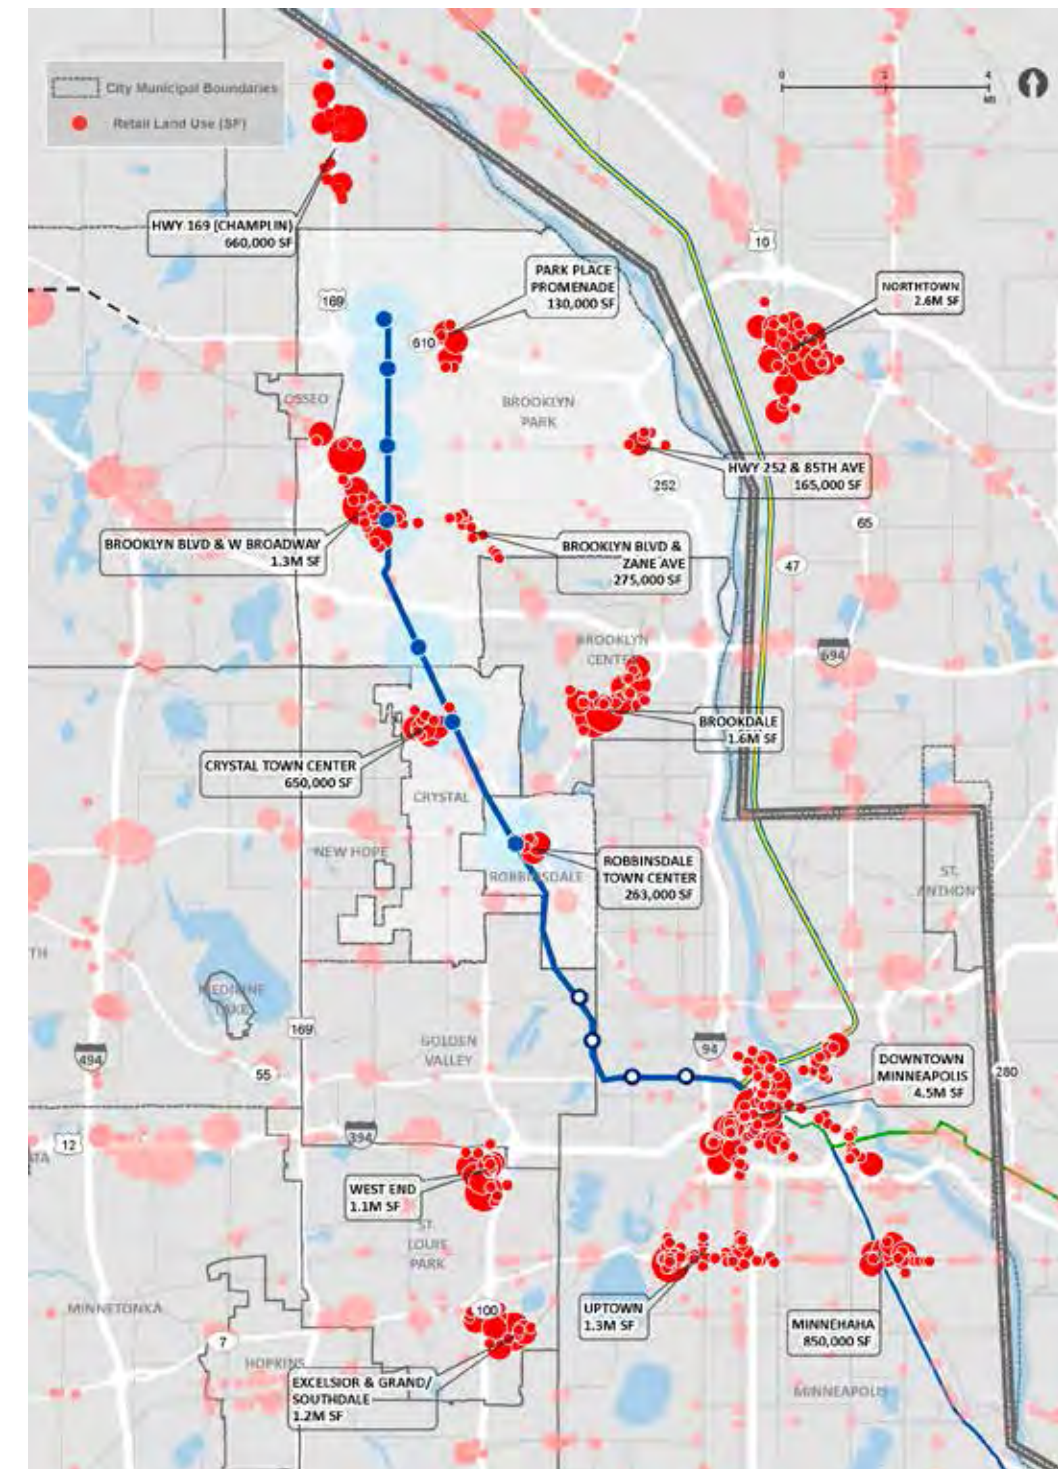 City Municipal Boundaries
Retail Land Use (SF)
0
2
4
HWY 169 (CHAMPLIN)
660,000 SF
10
PARK PLACE
PROMENADE
130,000 SF
NORTHTOWN
2.6M SF
169
610
OSSEO
BROOKLYN
PARK
HWY 252 & 85TH AVE
165,000 SF
252
65
BROOKLYN BLVD & W BROADWAY
1.3M SF
BROOKLYN BLVD &
ZANE AVE
275,000 SF
47
BROOKLYN
CENTER
694
BROOKDALE
1.6M SF
CRYSTAL TOWN CENTER
650,000 SF
CRYSTAL
NEW HOPE
ROBBINSDALE
TOWN CENTER
263,000 SF
ROBBINSDALE
ST.
ANTHONY
TH
MEDICINE
LAKE
169
GOLDEN
VALLEY
494
55
94
DOWNTOWN
MINNEAPOLIS
4.5M SF
280
394
12
ATA
WEST END
1.1M SF
ST.
LOUIS
PARK
UPTOWN
1.3M SF
MINNEHAHA
850,000 SF
100
MINNETONKA
7
HOPKINS
EXCELSIOR & GRAND/
SOUTHDALE
1.2M SF
MINNEAPOLIS